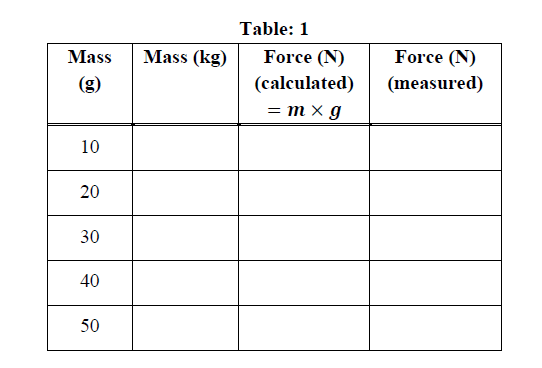 Table: 1
Mass (g) Mass (kg) Force (N) (calculated) = m × g Force (N) (measured)
10
20
30
40
50